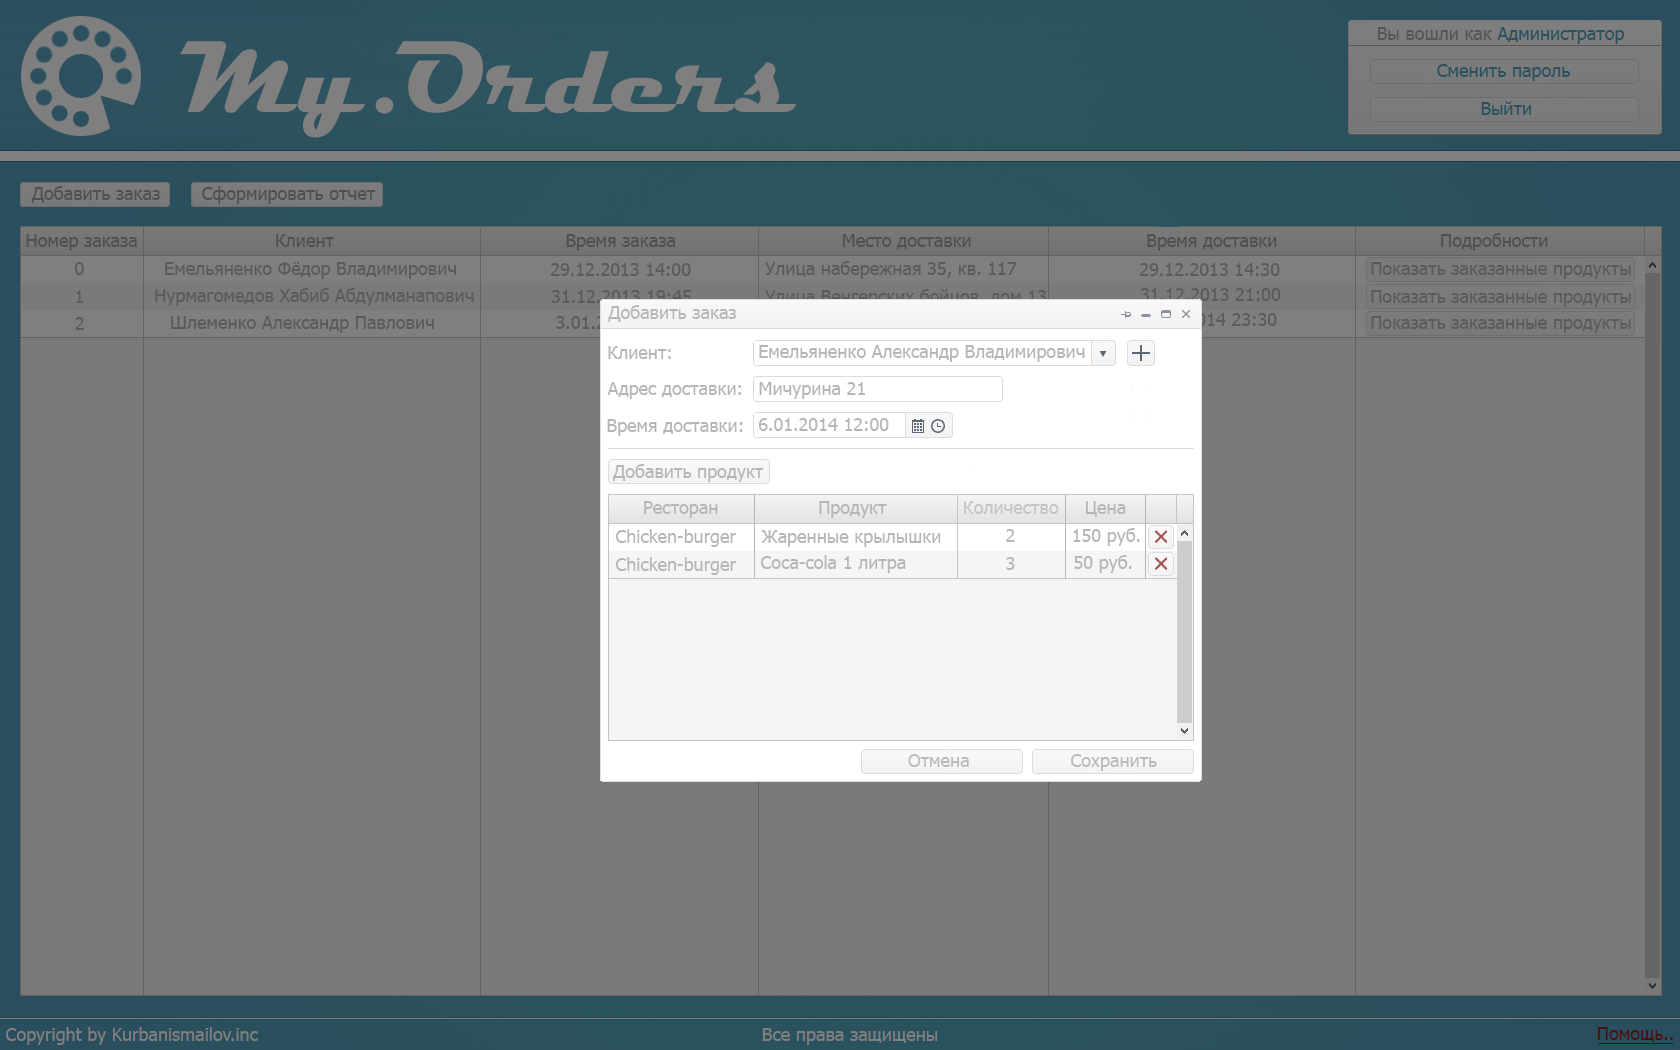 My.Orders
Вы вошли как Администратор
Сменить пароль
Выйти
Добавить заказ Сформировать отчет
Номер заказа Клиент Время заказа Место доставки Время доставки Подробности
0 Емельяненко Фёдор Владимирович 29.12.2013 14:00 Улица набережная 35, кв. 117 29.12.2013 14:30 Показать заказанные продукты
1 Нурмагомедов Хабиб Абдулманапович 31.12.2013 19:45 Улица Венгерских бойцов, дом 13 31.12.2013 21:00 Показать заказанные продукты
2 Шлеменко Александр Павлович 3.01. 14 23:30 Показать заказанные продукты
Добавить заказ
Клиент: Емельяненко Александр Владимирович
Адрес доставки: Мичурина 21
Время доставки: 6.01.2014 12:00
Добавить продукт
Ресторан Продукт Количество Цена
Chicken-burger Жаренные крылышки 2 150 руб.
Chicken-burger Coca-cola 1 литра 3 50 руб.
Отмена Сохранить
Copyright by Kurbanismailov.inc Все права защищены Помощь..